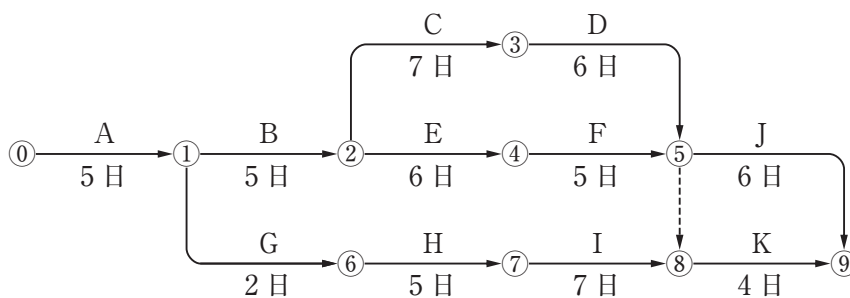 C D
7 日 6 日
③
A B E F J
⓪ ① ② ④ ⑤
5 日 5 日 6 日 5 日 6 日
G H I K
⑥ ⑦ ⑧ ⑨
2 日 5 日 7 日 4 日